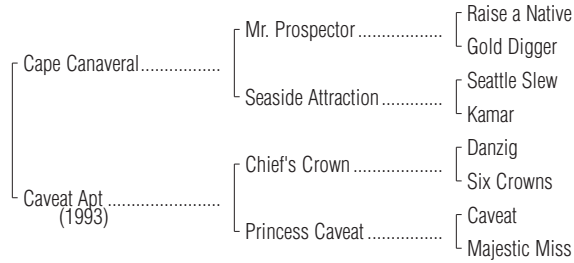 Raise a Native
Mr. Prospector ...................
Gold Digger
Cape Canaveral..................
Seattle Slew
Seaside Attraction .............
Kamar
Danzig
Chief's Crown ....................
Six Crowns
Caveat Apt .........................
(1993)
Caveat
Princess Caveat .................
Majestic Miss